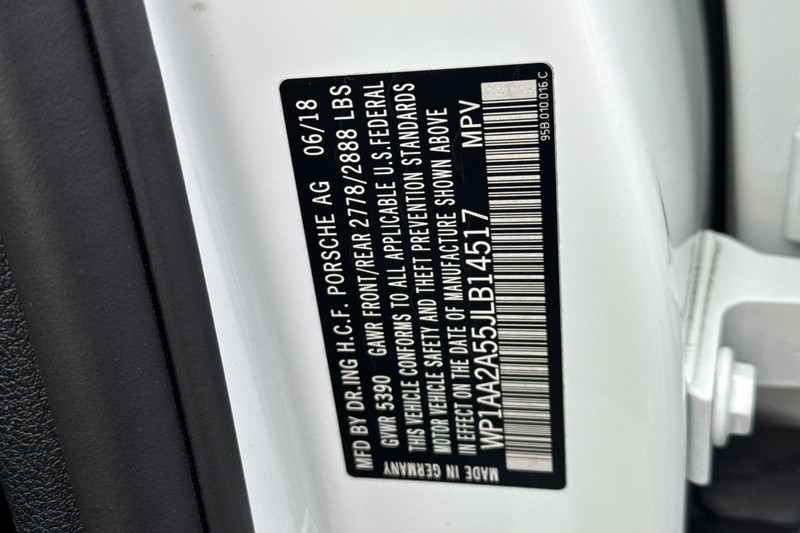 MFD BY DR.ING H.C.F. PORSCHE AG 06/18
GVWR 5390 GAWR FRONT/REAR 2778/2888 LBS
THIS VEHICLE CONFORMS TO ALL APPLICABLE U.S.FEDERAL
MOTOR VEHICLE SAFETY AND THEFT PREVENTION STANDARDS
IN EFFECT ON THE DATE OF MANUFACTURE SHOWN ABOVE
WP1AA2A55JLB14517 MPV
MADE IN GERMANY
95B.010.016.C